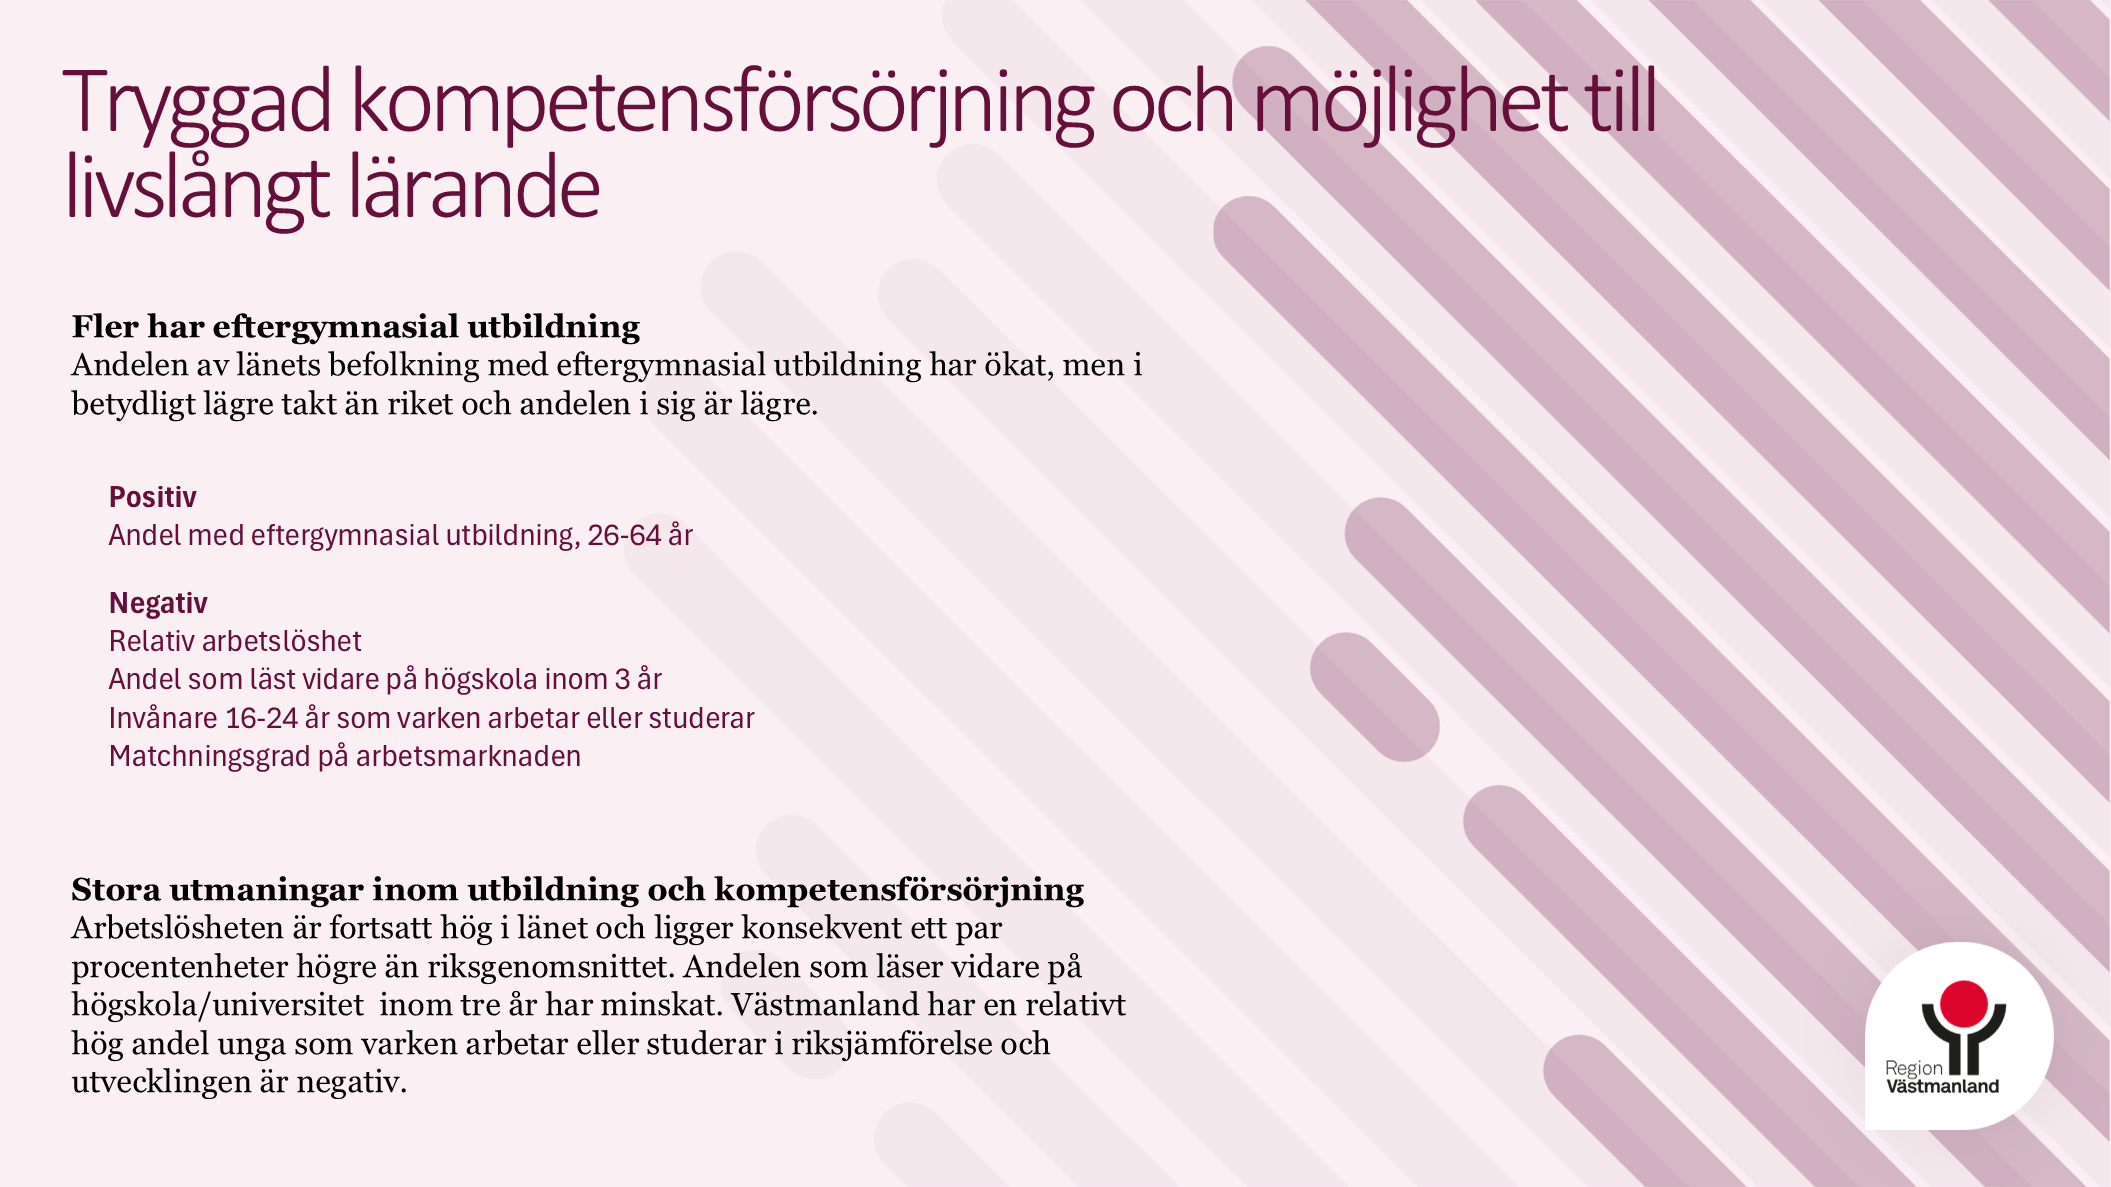 Tryggad kompetensförsörjning och möjlighet till
livslångt lärande
Fler har eftergymnasial utbildning
Andelen av länets befolkning med eftergymnasial utbildning har ökat, men i
betydligt lägre takt än riket och andelen i sig är lägre.
Positiv
Andel med eftergymnasial utbildning, 26-64 år
Negativ
Relativ arbetslöshet
Andel som läst vidare på högskola inom 3 år
Invånare 16-24 år som varken arbetar eller studerar
Matchningsgrad på arbetsmarknaden
Stora utmaningar inom utbildning och kompetensförsörjning
Arbetslösheten är fortsatt hög i länet och ligger konsekvent ett par
procentenheter högre än riksgenomsnittet. Andelen som läser vidare på
högskola/universitet  inom tre år har minskat. Västmanland har en relativt
hög andel unga som varken arbetar eller studerar i riksjämförelse och
utvecklingen är negativ.
Region
Västmanland